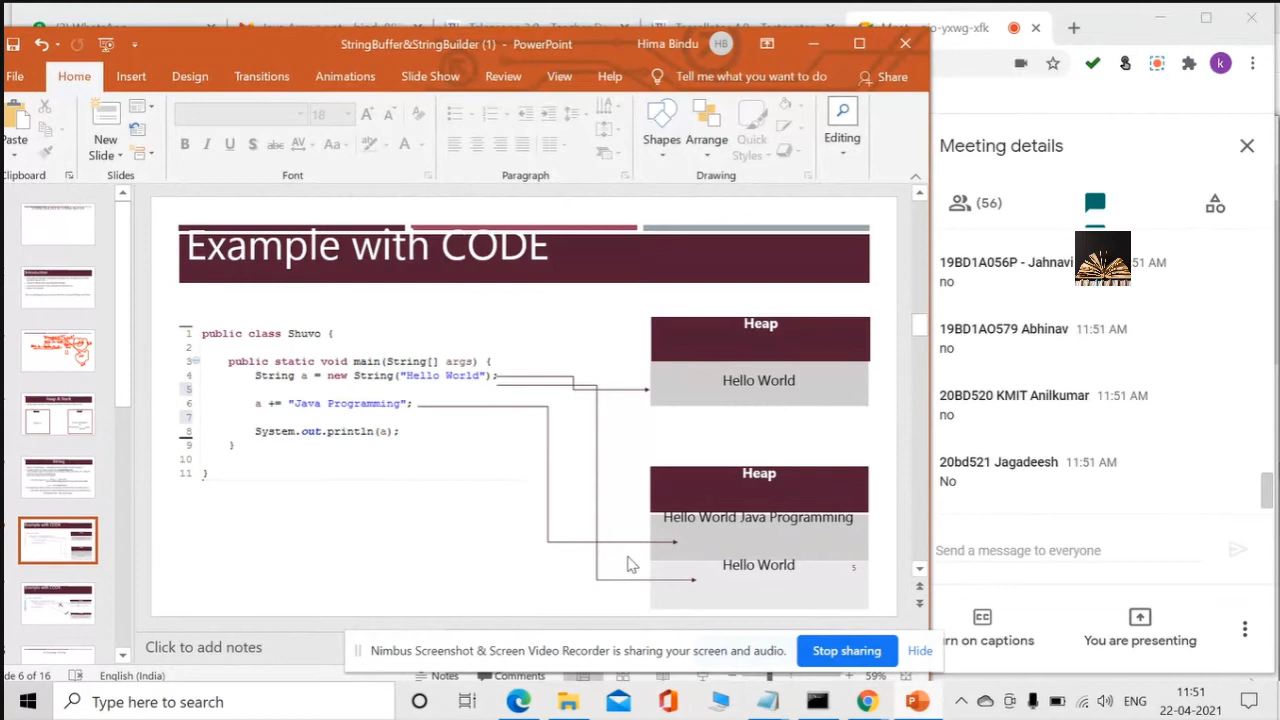 StringBuffer&StringBuilder (1) - PowerPoint
Hima Bindu
HB
-yxwg-xfk
File
Home
Insert
Design
Transitions
Animations
Slide Show
Review
View
Help
Tell me what you want to do
Share
k
Paste
New
Slide
18
B I U S abc AV Aa A
Shapes
Arrange
Quick
Styles
Editing
Clipboard
Slides
Font
Paragraph
Drawing
Meeting details
(56)
Example with CODE
1 public class Shuvo {
2
3 public static void main(String[] args) {
4 String a = new String("Hello World");
5
6 a += "Java Programming";
7
8 System.out.println(a);
9 }
10
11 }
Heap
Hello World
Heap
Hello World Java Programming
Hello World
5
19BD1A056P - Jahnavi 51 AM
no
19BD1AO579 Abhinav 11:51 AM
no
20BD520 KMIT Anilkumar 11:51 AM
no
20bd521 Jagadeesh 11:51 AM
No
Send a message to everyone
rn on captions
You are presenting
Click to add notes
Nimbus Screenshot & Screen Video Recorder is sharing your screen and audio.
Stop sharing
Hide
de 6 of 16
English (India)
Notes
Comments
59%
Type here to search
ENG
11:51
22-04-2021